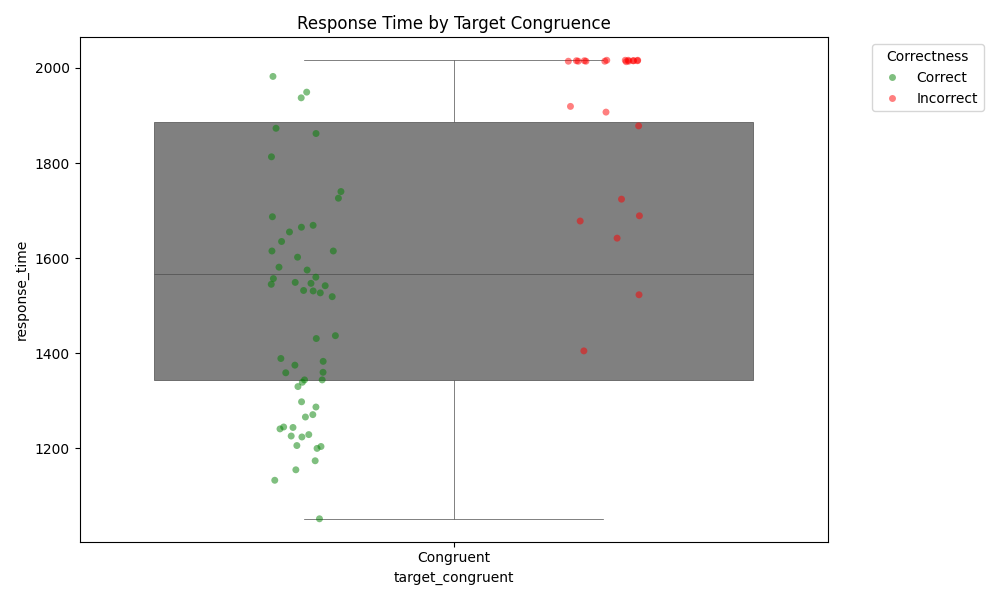 Response Time by Target Congruence
Correctness
Correct
Incorrect
response_time
2000
1800
1600
1400
1200
Congruent
target_congruent